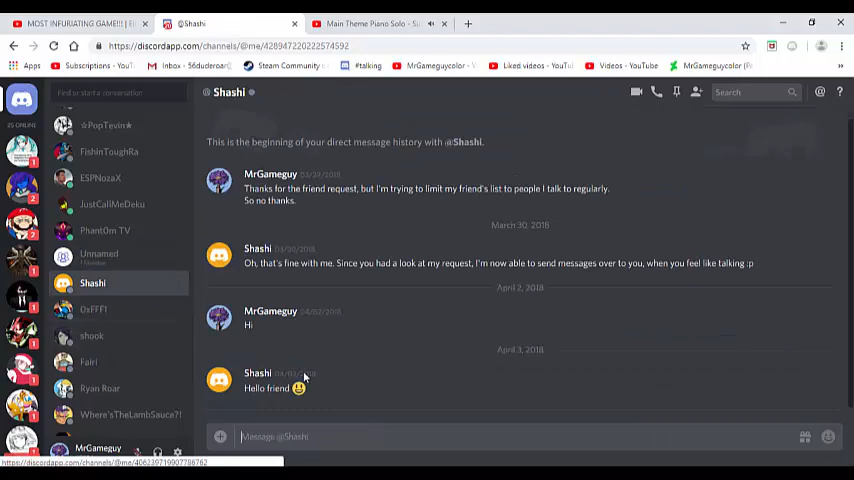 MOST INFURIATING GAME!!! | Ei
@Shashi
Main Theme Piano Solo - Su
https://discordapp.com/channels/@me/428947220222574592
Apps
Subscriptions - YouT
Inbox - 56duderoar@
Steam Community
#talking
MrGameguycolor -
Liked videos - YouTu
Videos - YouTube
MrGameguycolor (Po
Find or start a conversation
@ Shashi
Search
25 ONLINE
☆PopTevin★
FishinToughRa
ESPNozaX
JustCallMeDeku
Phant0m TV
Unnamed
1 Member
Shashi
0xFFF1
shook
Fairi
Ryan Roar
Where'sTheLambSauce?!
MrGameguy
This is the beginning of your direct message history with @Shashi.
MrGameguy
Thanks for the friend request, but I'm trying to limit my friend's list to people I talk to regularly.
So no thanks.
March 30, 2018
Shashi 03/30/2018
Oh, that's fine with me. Since you had a look at my request, I'm now able to send messages over to you, when you feel like talking ;p
April 2, 2018
MrGameguy 04/02/2018
Hi
April 3, 2018
Shashi 04/03/2018
Hello friend 😃
Message @Shashi
https://discordapp.com/channels/@me/406239719907786762